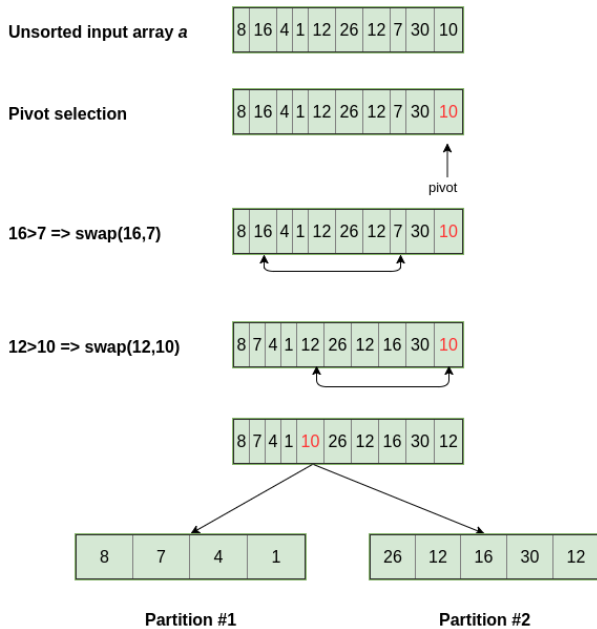 Unsorted input array a
8 16 4 1 12 26 12 7 30 10
Pivot selection
8 16 4 1 12 26 12 7 30 10
pivot
16>7 => swap(16,7)
8 16 4 1 12 26 12 7 30 10
12>10 => swap(12,10)
8 7 4 1 12 26 12 16 30 10
8 7 4 1 10 26 12 16 30 12
8 7 4 1
26 12 16 30 12
Partition #1
Partition #2